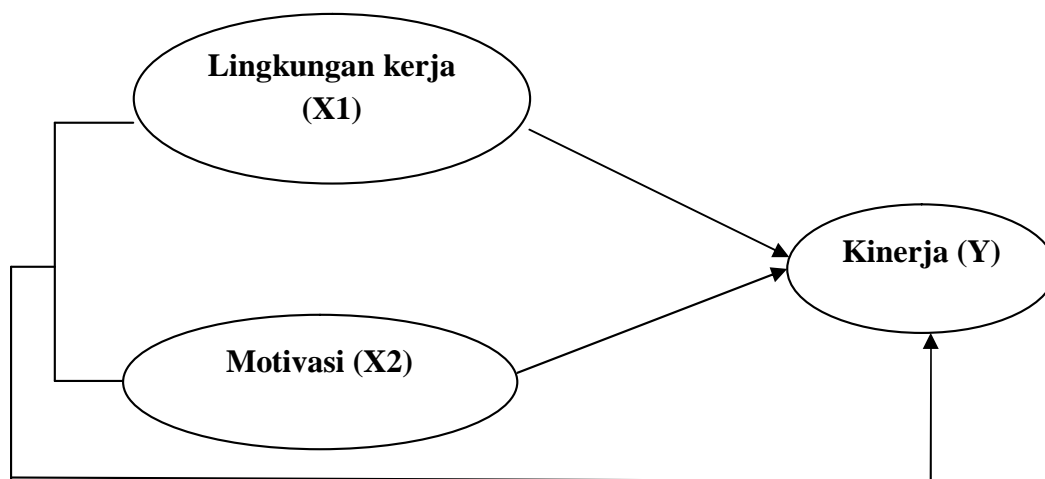 Lingkungan kerja
(X1)
Kinerja (Y)
Motivasi (X2)